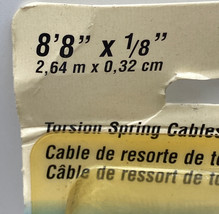 8'8" x 1/8"
2,64 m x 0,32 cm
Torsion Spring Cables
Cable de resorte de
Câble de ressort de